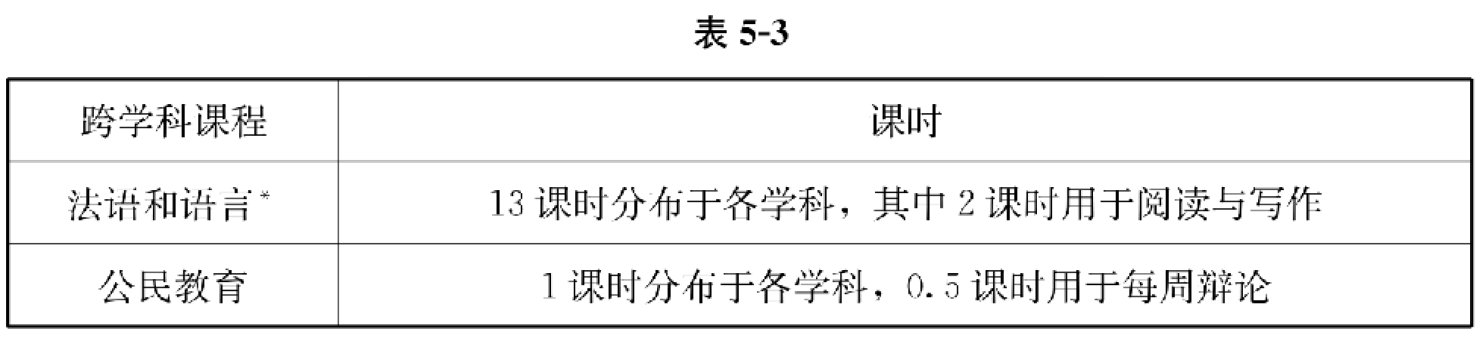 表 5-3
跨学科课程 课时
法语和语言* 13 课时分布于各学科，其中 2 课时用于阅读与写作
公民教育 1 课时分布于各学科，0.5 课时用于每周辩论